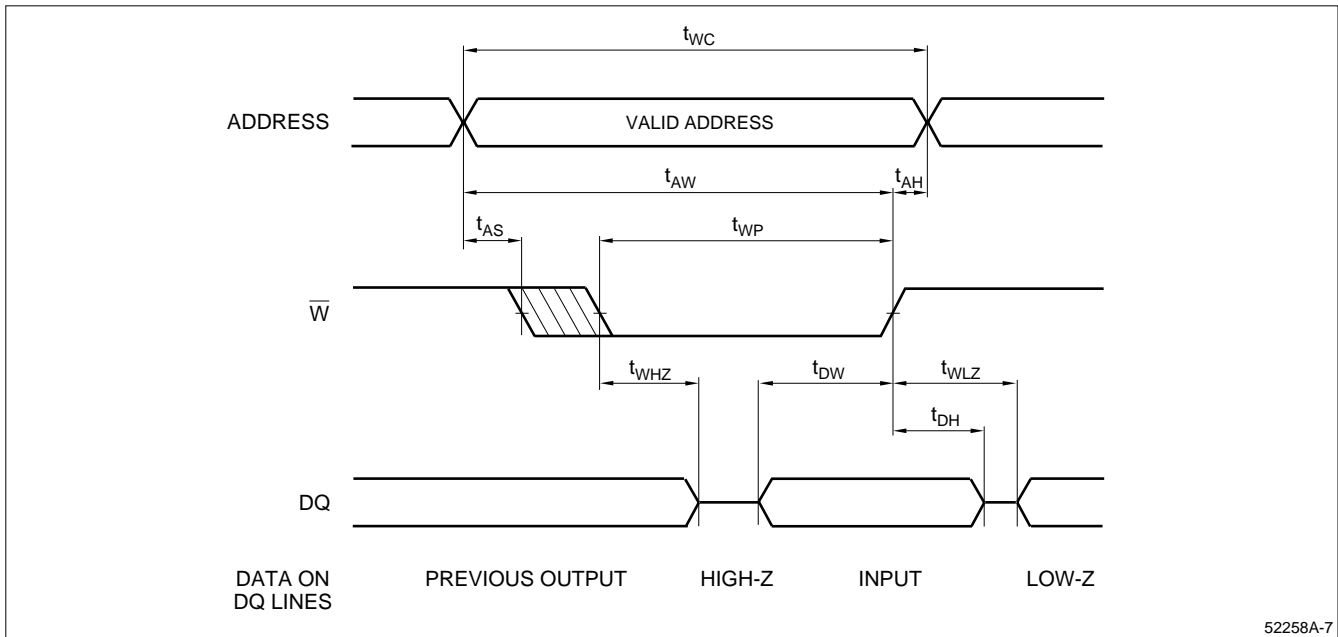 tWC
ADDRESS
VALID ADDRESS
tAW
tAH
tAS
tWP
W̅
tWHZ
tDW
tWLZ
tDH
DQ
DATA ON
DQ LINES
PREVIOUS OUTPUT
HIGH-Z
INPUT
LOW-Z
52258A-7